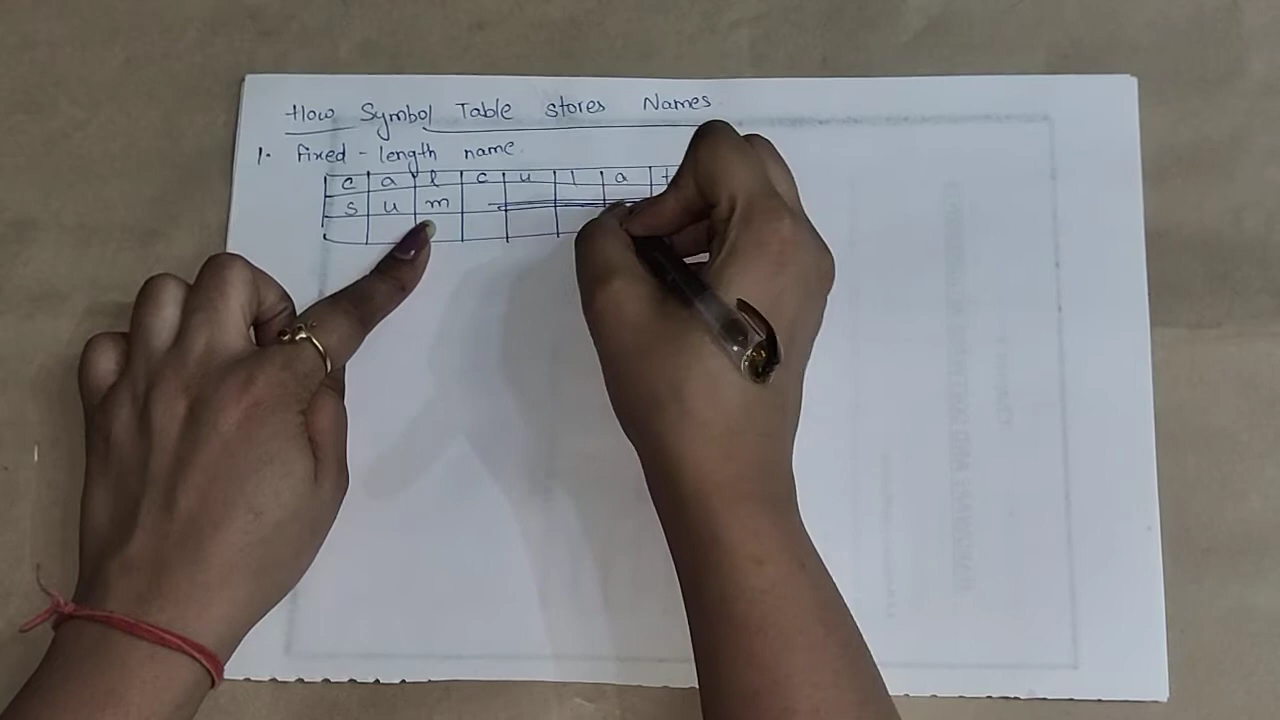 How Symbol Table stores Names
1. Fixed - length name
c a l c u l a t
s u m